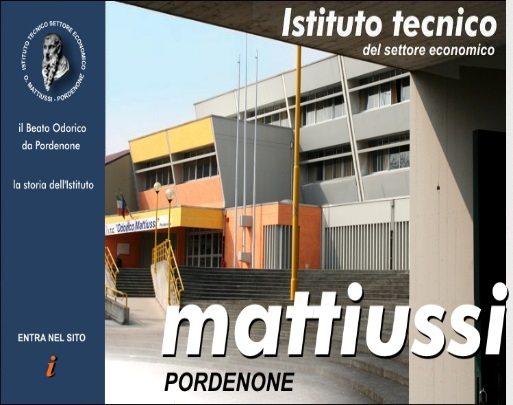 Istituto tecnico
del settore economico
ISTITUTO TECNICO SETTORE ECONOMICO
O. MATTIUSSI - PORDENONE
il Beato Odorico
da Pordenone
la storia dell'Istituto
"Odorico Mattiussi"
ENTRA NEL SITO
i
mattiussi
PORDENONE